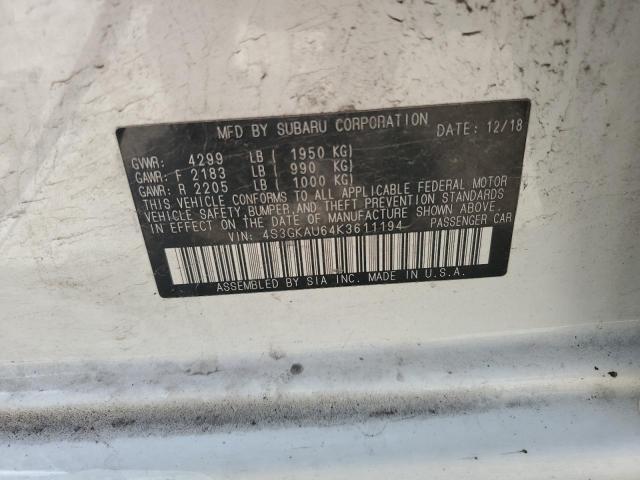 MFD BY SUBARU CORPORATION DATE: 12/18
GVWR: 4299 LB( 1950 KG)
GAWR: F 2183 LB( 990 KG)
GAWR: R 2205 LB( 1000 KG)
THIS VEHICLE CONFORMS TO ALL APPLICABLE FEDERAL MOTOR
VEHICLE SAFETY, BUMPER, AND THEFT PREVENTION STANDARDS
IN EFFECT ON THE DATE OF MANUFACTURE SHOWN ABOVE.
VIN: 4S3GKAU64K3611194 PASSENGER CAR
ASSEMBLED BY SIA INC. MADE IN U.S.A.